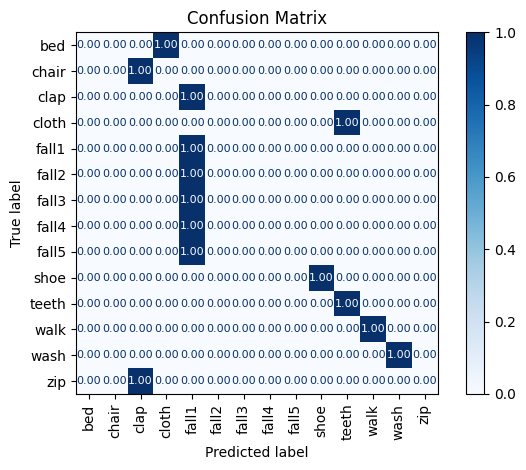 Confusion Matrix
bed 0.00 0.00 0.00 1.00 0.00 0.00 0.00 0.00 0.00 0.00 0.00 0.00 0.00 0.00
chair 0.00 0.00 1.00 0.00 0.00 0.00 0.00 0.00 0.00 0.00 0.00 0.00 0.00 0.00
clap 0.00 0.00 0.00 0.00 1.00 0.00 0.00 0.00 0.00 0.00 0.00 0.00 0.00 0.00
cloth 0.00 0.00 0.00 0.00 0.00 0.00 0.00 0.00 0.00 0.00 1.00 0.00 0.00 0.00
fall1 0.00 0.00 0.00 0.00 1.00 0.00 0.00 0.00 0.00 0.00 0.00 0.00 0.00 0.00
fall2 0.00 0.00 0.00 0.00 1.00 0.00 0.00 0.00 0.00 0.00 0.00 0.00 0.00 0.00
fall3 0.00 0.00 0.00 0.00 1.00 0.00 0.00 0.00 0.00 0.00 0.00 0.00 0.00 0.00
fall4 0.00 0.00 0.00 0.00 1.00 0.00 0.00 0.00 0.00 0.00 0.00 0.00 0.00 0.00
fall5 0.00 0.00 0.00 0.00 1.00 0.00 0.00 0.00 0.00 0.00 0.00 0.00 0.00 0.00
shoe 0.00 0.00 0.00 0.00 0.00 0.00 0.00 0.00 0.00 1.00 0.00 0.00 0.00 0.00
teeth 0.00 0.00 0.00 0.00 0.00 0.00 0.00 0.00 0.00 0.00 1.00 0.00 0.00 0.00
walk 0.00 0.00 0.00 0.00 0.00 0.00 0.00 0.00 0.00 0.00 0.00 1.00 0.00 0.00
wash 0.00 0.00 0.00 0.00 0.00 0.00 0.00 0.00 0.00 0.00 0.00 0.00 1.00 0.00
zip 0.00 0.00 1.00 0.00 0.00 0.00 0.00 0.00 0.00 0.00 0.00 0.00 0.00 0.00
True label
bed chair clap cloth fall1 fall2 fall3 fall4 fall5 shoe teeth walk wash zip
Predicted label
1.0
0.8
0.6
0.4
0.2
0.0